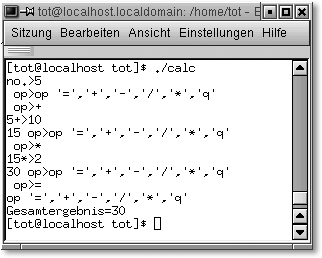 tot@localhost.localdomain: /home/tot - 
Sitzung Bearbeiten Ansicht Einstellungen Hilfe
[tot@localhost tot]$ ./calc
no.>5
op>op '=','+','-','/','*','q'
op>+
5+>10
15 op>op '=','+','-','/','*','q'
op>*
15*>2
30 op>op '=','+','-','/','*','q'
op>=
op '=','+','-','/','*','q'
Gesamtergebnis=30
[tot@localhost tot]$